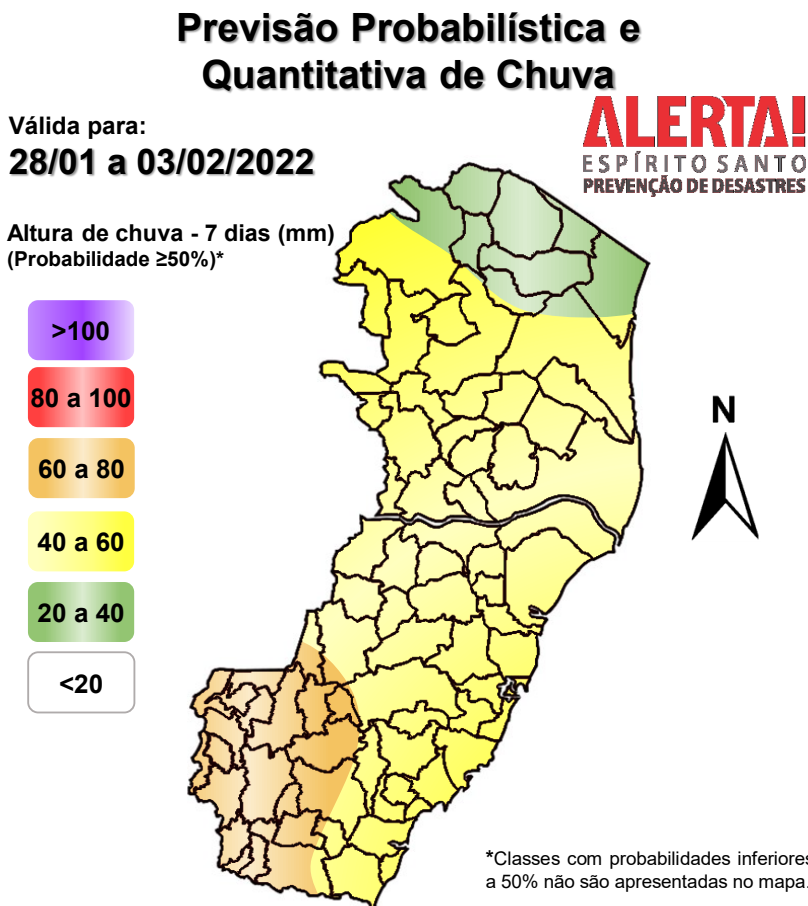 Previsão Probabilística e
Quantitativa de Chuva
Válida para:
28/01 a 03/02/2022
ALERTA!
ESPÍRITO SANTO
PREVENÇÃO DE DESASTRES
Altura de chuva - 7 dias (mm)
(Probabilidade ≥50%)*
>100
80 a 100
60 a 80
40 a 60
20 a 40
<20
N
*Classes com probabilidades inferiores
a 50% não são apresentadas no mapa.